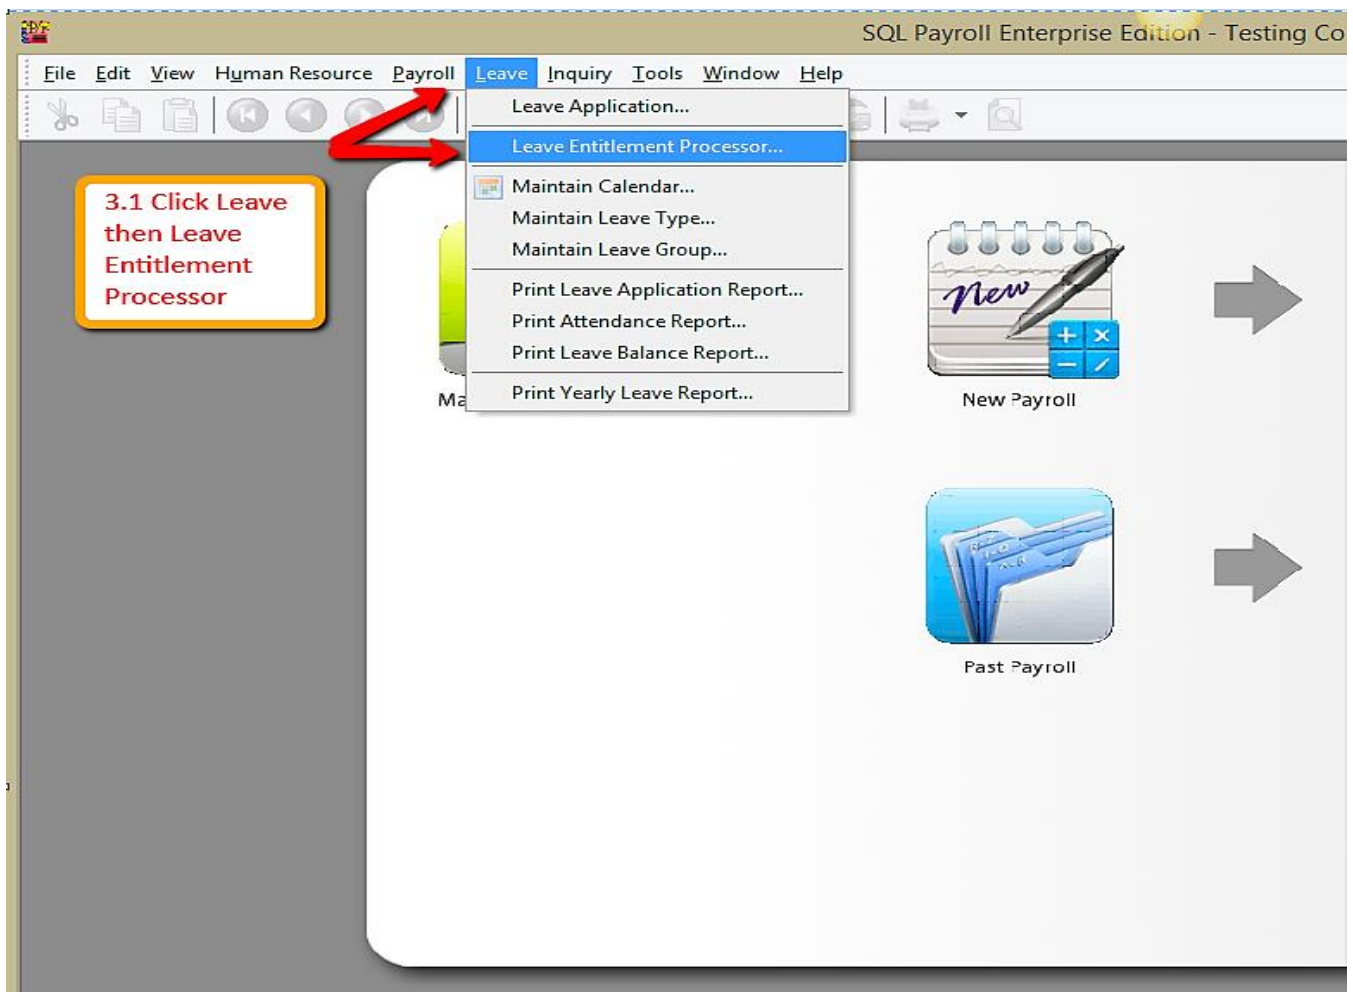 SQL Payroll Enterprise Edition - Testing Co
File Edit View Human Resource Payroll Leave Inquiry Tools Window Help
Leave Application...
Leave Entitlement Processor...
3.1 Click Leave
then Leave
Entitlement
Processor
Maintain Calendar...
Maintain Leave Type...
Maintain Leave Group...
Print Leave Application Report...
Print Attendance Report...
Print Leave Balance Report...
Print Yearly Leave Report...
Ma
New
New Payroll
Past Payroll